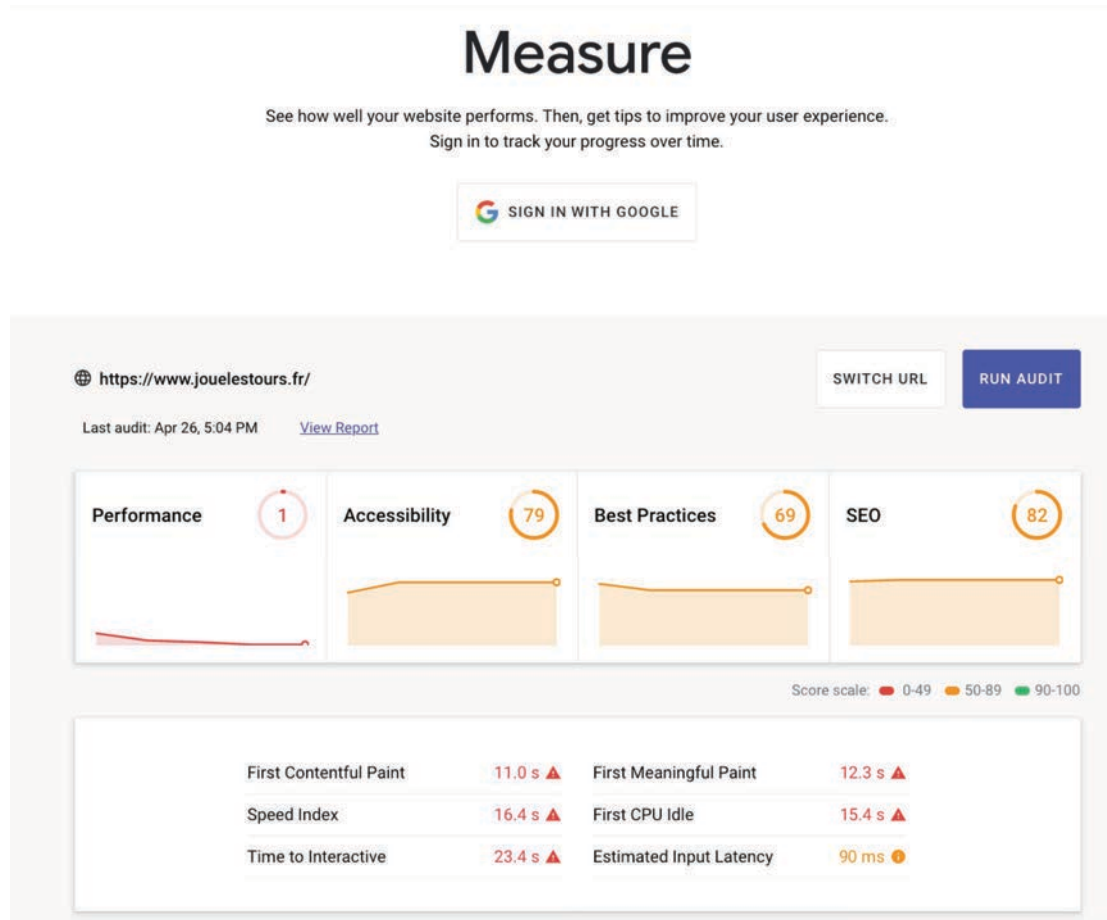 Measure
See how well your website performs. Then, get tips to improve your user experience.
Sign in to track your progress over time.
SIGN IN WITH GOOGLE
https://www.jouelestours.fr/
SWITCH URL
RUN AUDIT
Last audit: Apr 26, 5:04 PM
View Report
Performance 1
Accessibility 79
Best Practices 69
SEO 82
Score scale: 0-49 50-89 90-100
First Contentful Paint 11.0 s
First Meaningful Paint 12.3 s
Speed Index 16.4 s
First CPU Idle 15.4 s
Time to Interactive 23.4 s
Estimated Input Latency 90 ms